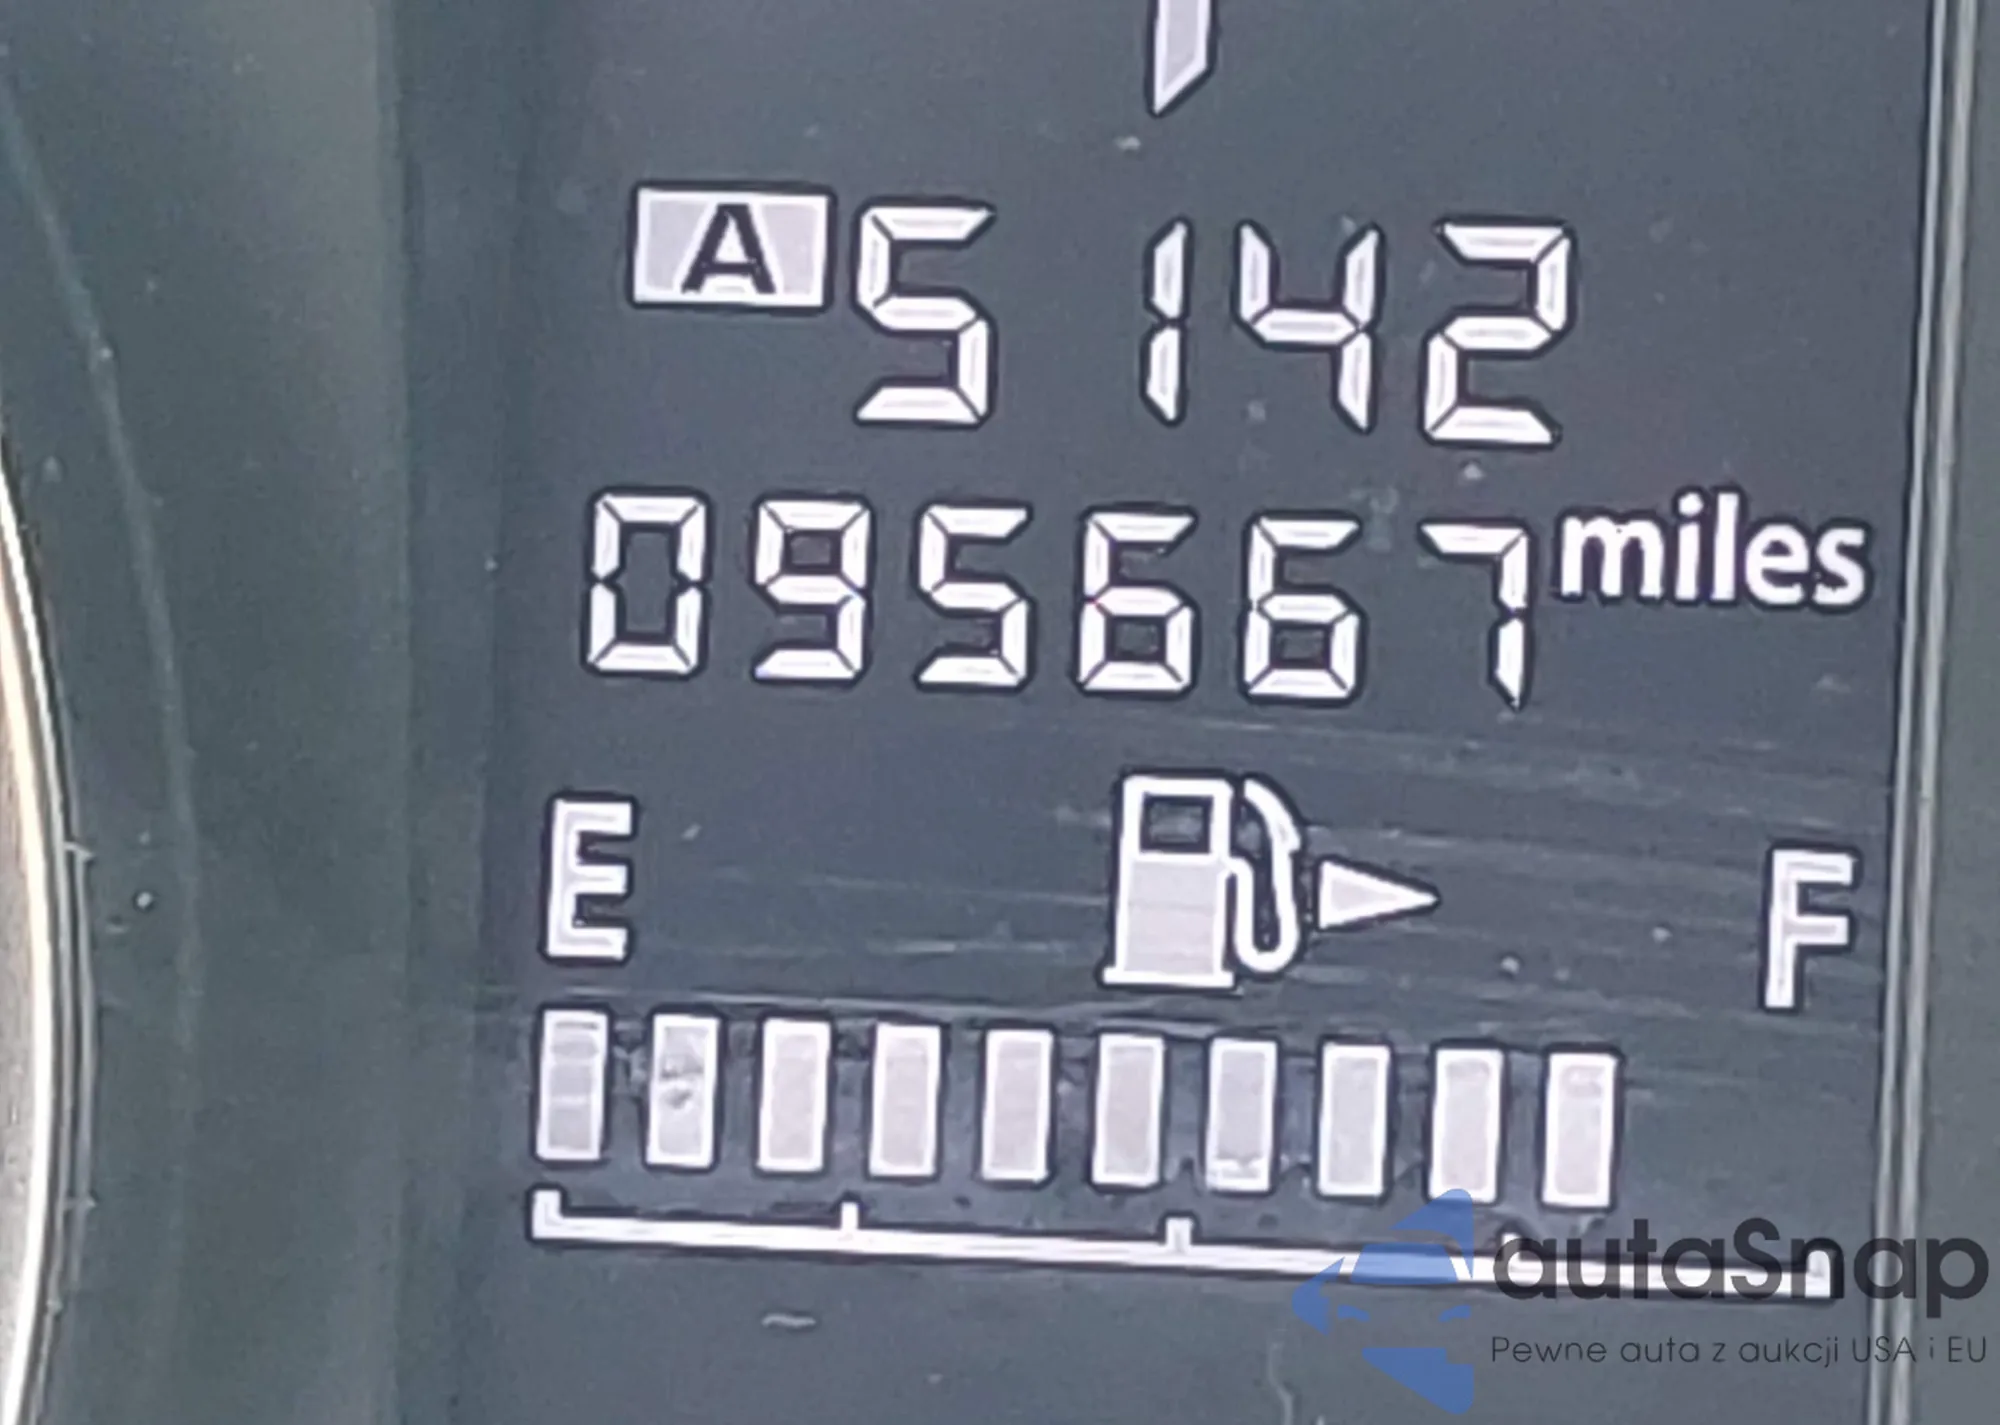 A 5142
095667 miles
E F
autaSnap
Pewne auta z aukcji USA i EU